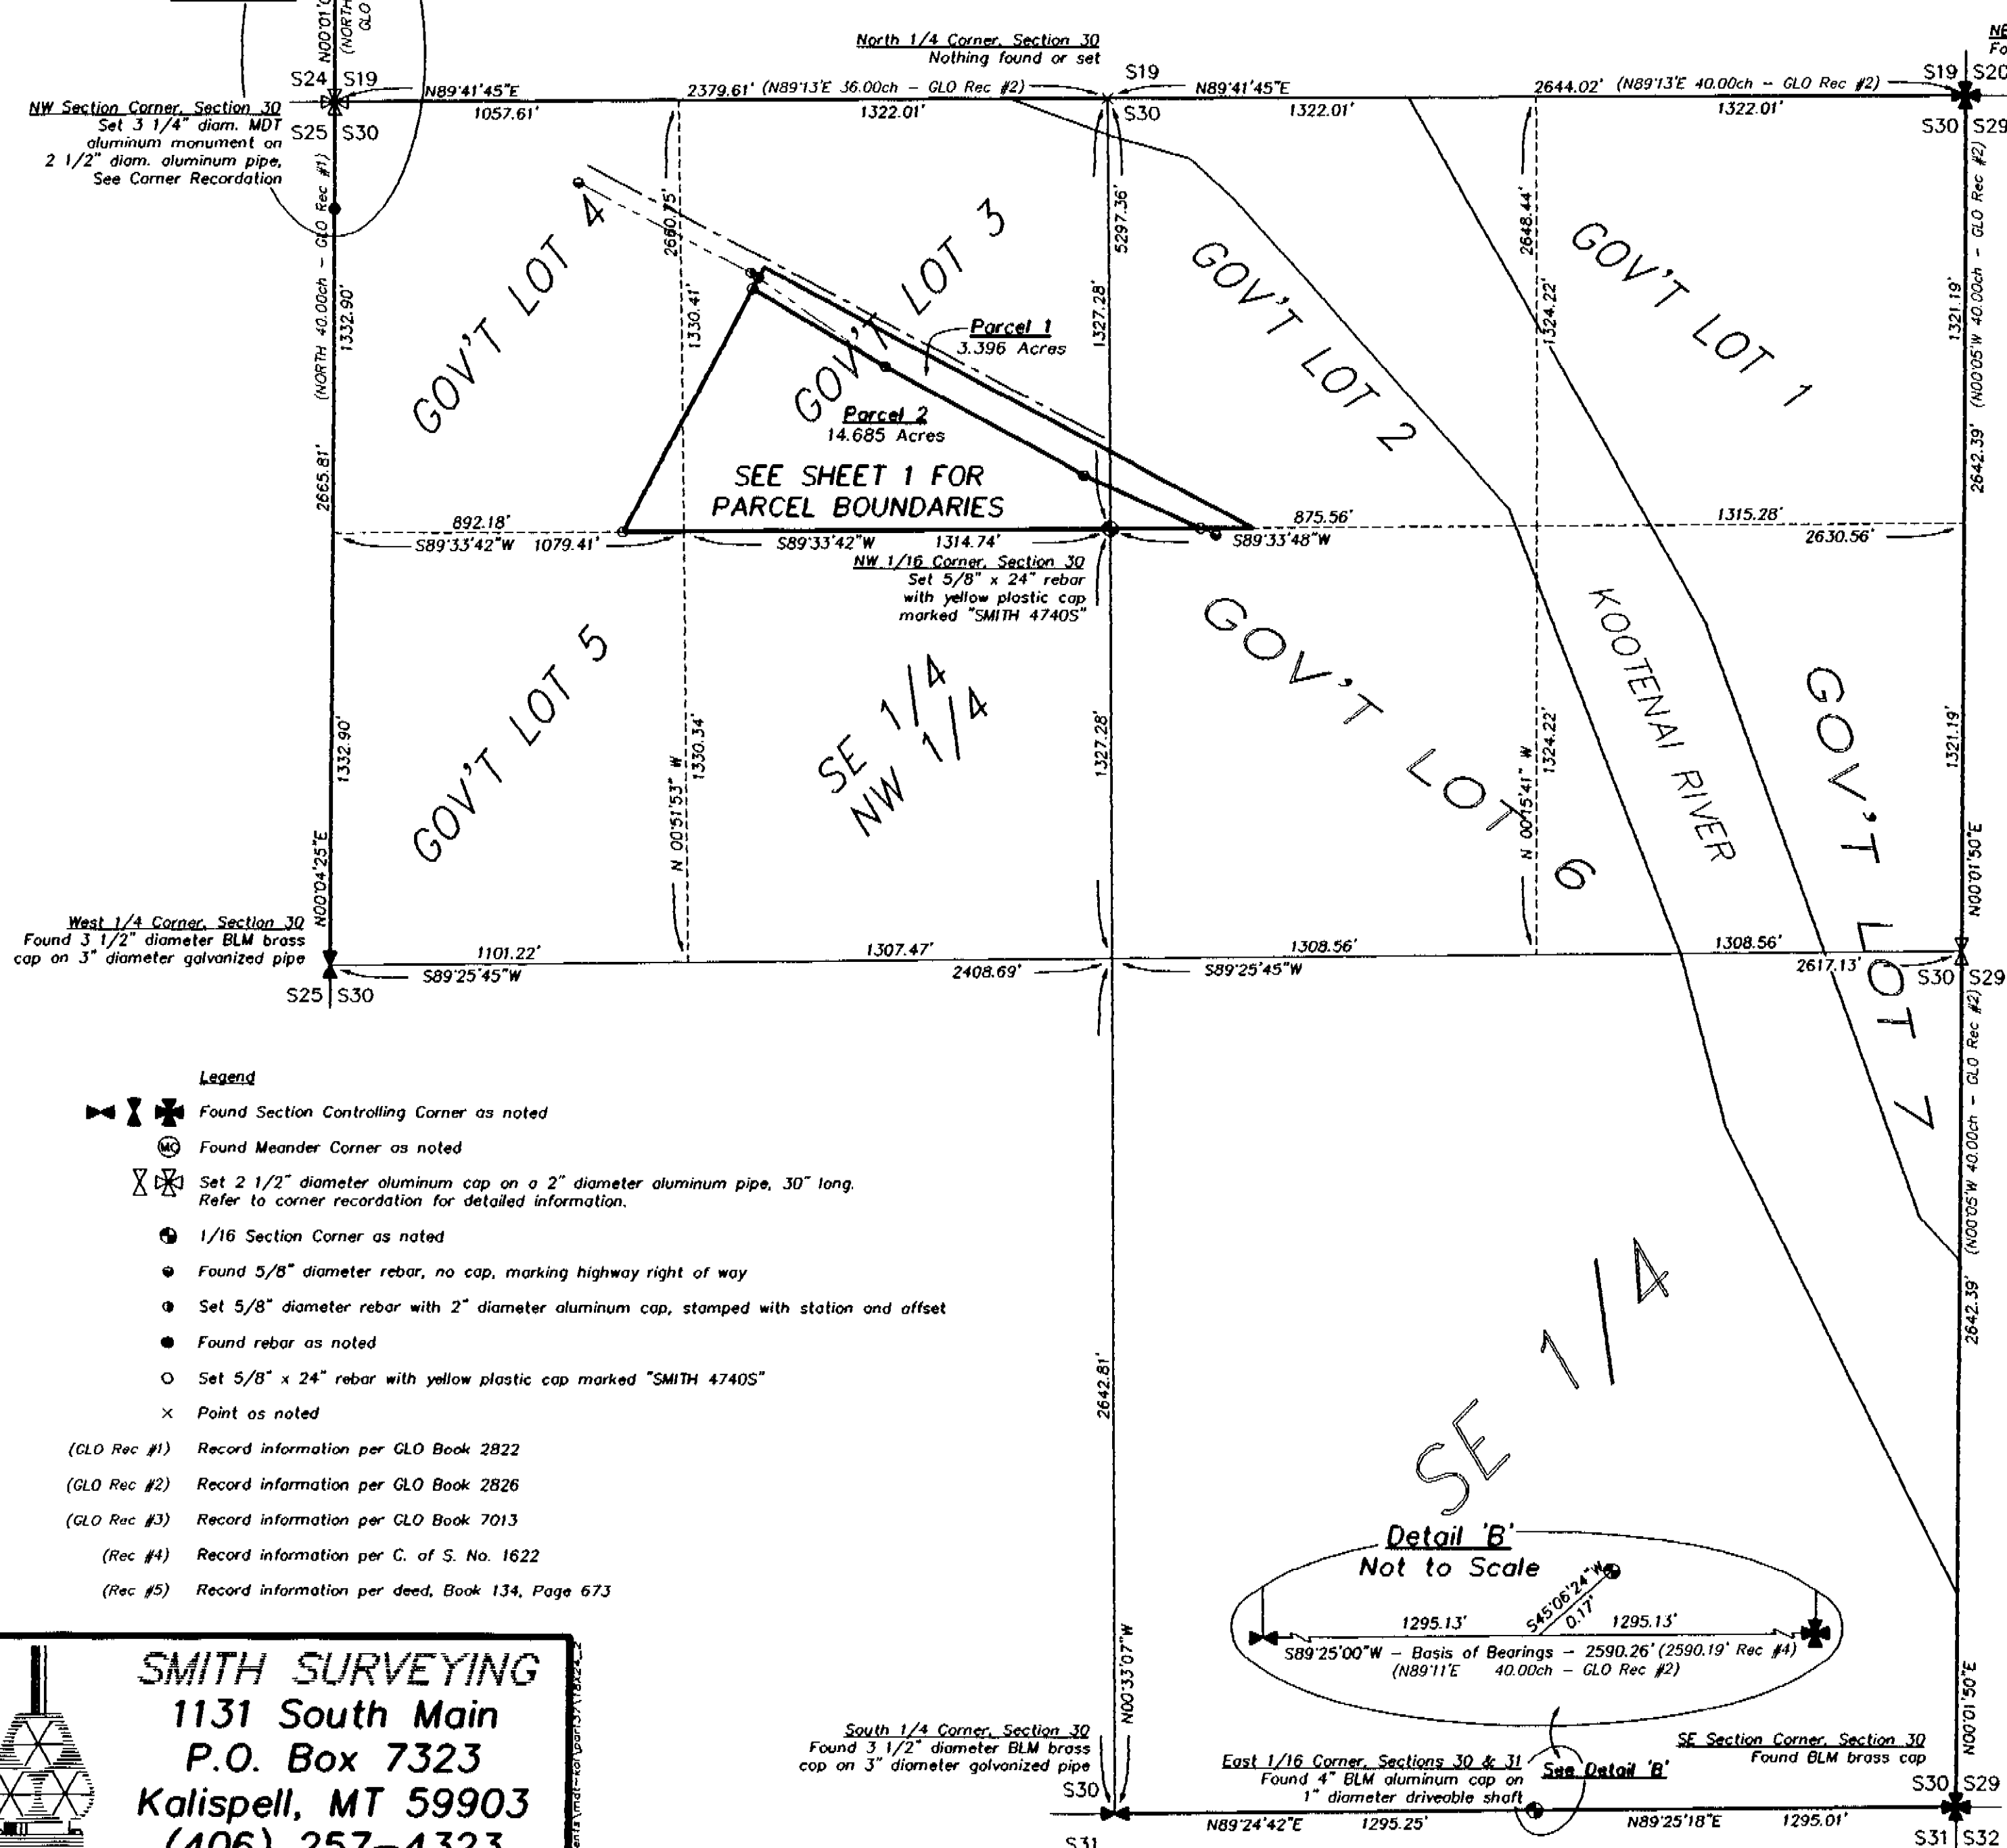 North 1/4 Corner, Section 30
Nothing found or set
S24 S19
S19
S19 S20
N89°41'45"E
2379.61' (N89°13'E 36.00ch - GLO Rec #2)
N89°41'45"E
2644.02' (N89°13'E 40.00ch - GLO Rec #2)
1057.61'
1322.01'
1322.01'
1322.01'
NW Section Corner, Section 30
Set 3 1/4" diam. MDT
aluminum monument on
2 1/2" diam. aluminum pipe,
See Corner Recordation
S25 S30
S30
S30 S29
(NORTH 40.00ch - GLO Rec #1)
1332.90'
2665.81'
2660.75'
1330.41'
5297.36'
1327.28'
2648.44'
1324.22'
1321.19'
(N00°05'W 40.00ch - GLO Rec #2)
2642.39'
GOV'T LOT 4
GOV'T LOT 3
GOV'T LOT 2
GOV'T LOT 1
Parcel 1
3.396 Acres
Parcel 2
14.685 Acres
SEE SHEET 1 FOR
PARCEL BOUNDARIES
892.18'
875.56'
1315.28'
S89°33'42"W 1079.41'
S89°33'42"W 1314.74'
S89°33'48"W
2630.56'
NW 1/16 Corner, Section 30
Set 5/8" x 24" rebar
with yellow plastic cap
marked "SMITH 4740S"
GOV'T LOT 5
SE 1/4
NW 1/4
GOV'T LOT 6
KOOTENAI RIVER
GOV'T LOT 7
1332.90'
N00°04'25"E
N 00°51'53" W
1330.34'
1327.28'
N 00°15'41" W
1324.22'
1321.19'
N00°01'50"E
West 1/4 Corner, Section 30
Found 3 1/2" diameter BLM brass
cap on 3" diameter galvanized pipe
1101.22'
1307.47'
1308.56'
1308.56'
S89°25'45"W
2408.69'
S89°25'45"W
2617.13'
S25 S30
S30 S29
(N00°05'W 40.00ch - GLO Rec #2)
2642.39'
2642.81'
Legend
Found Section Controlling Corner as noted
MC Found Meander Corner as noted
Set 2 1/2" diameter aluminum cap on a 2" diameter aluminum pipe, 30" long.
Refer to corner recordation for detailed information.
1/16 Section Corner as noted
Found 5/8" diameter rebar, no cap, marking highway right of way
Set 5/8" diameter rebar with 2" diameter aluminum cap, stamped with station and offset
Found rebar as noted
Set 5/8" x 24" rebar with yellow plastic cap marked "SMITH 4740S"
Point as noted
(GLO Rec #1) Record information per GLO Book 2822
(GLO Rec #2) Record information per GLO Book 2826
(GLO Rec #3) Record information per GLO Book 7013
(Rec #4) Record information per C. of S. No. 1622
(Rec #5) Record information per deed, Book 134, Page 673
SE 1/4
Detail 'B'
Not to Scale
S45°06'24"W
0.17'
1295.13'
1295.13'
S89°25'00"W - Basis of Bearings - 2590.26' (2590.19' Rec #4)
(N89°11'E 40.00ch - GLO Rec #2)
N00°33'07"W
N00°01'50"E
South 1/4 Corner, Section 30
Found 3 1/2" diameter BLM brass
cap on 3" diameter galvanized pipe
East 1/16 Corner, Sections 30 & 31
Found 4" BLM aluminum cap on
1" diameter driveable shaft
See Detail 'B'
SE Section Corner, Section 30
Found BLM brass cap
S30
S30 S29
N89°24'42"E
1295.25'
N89°25'18"E
1295.01'
S31
S31 S32
SMITH SURVEYING
1131 South Main
P.O. Box 7323
Kalispell, MT 59903
(406) 257-4323